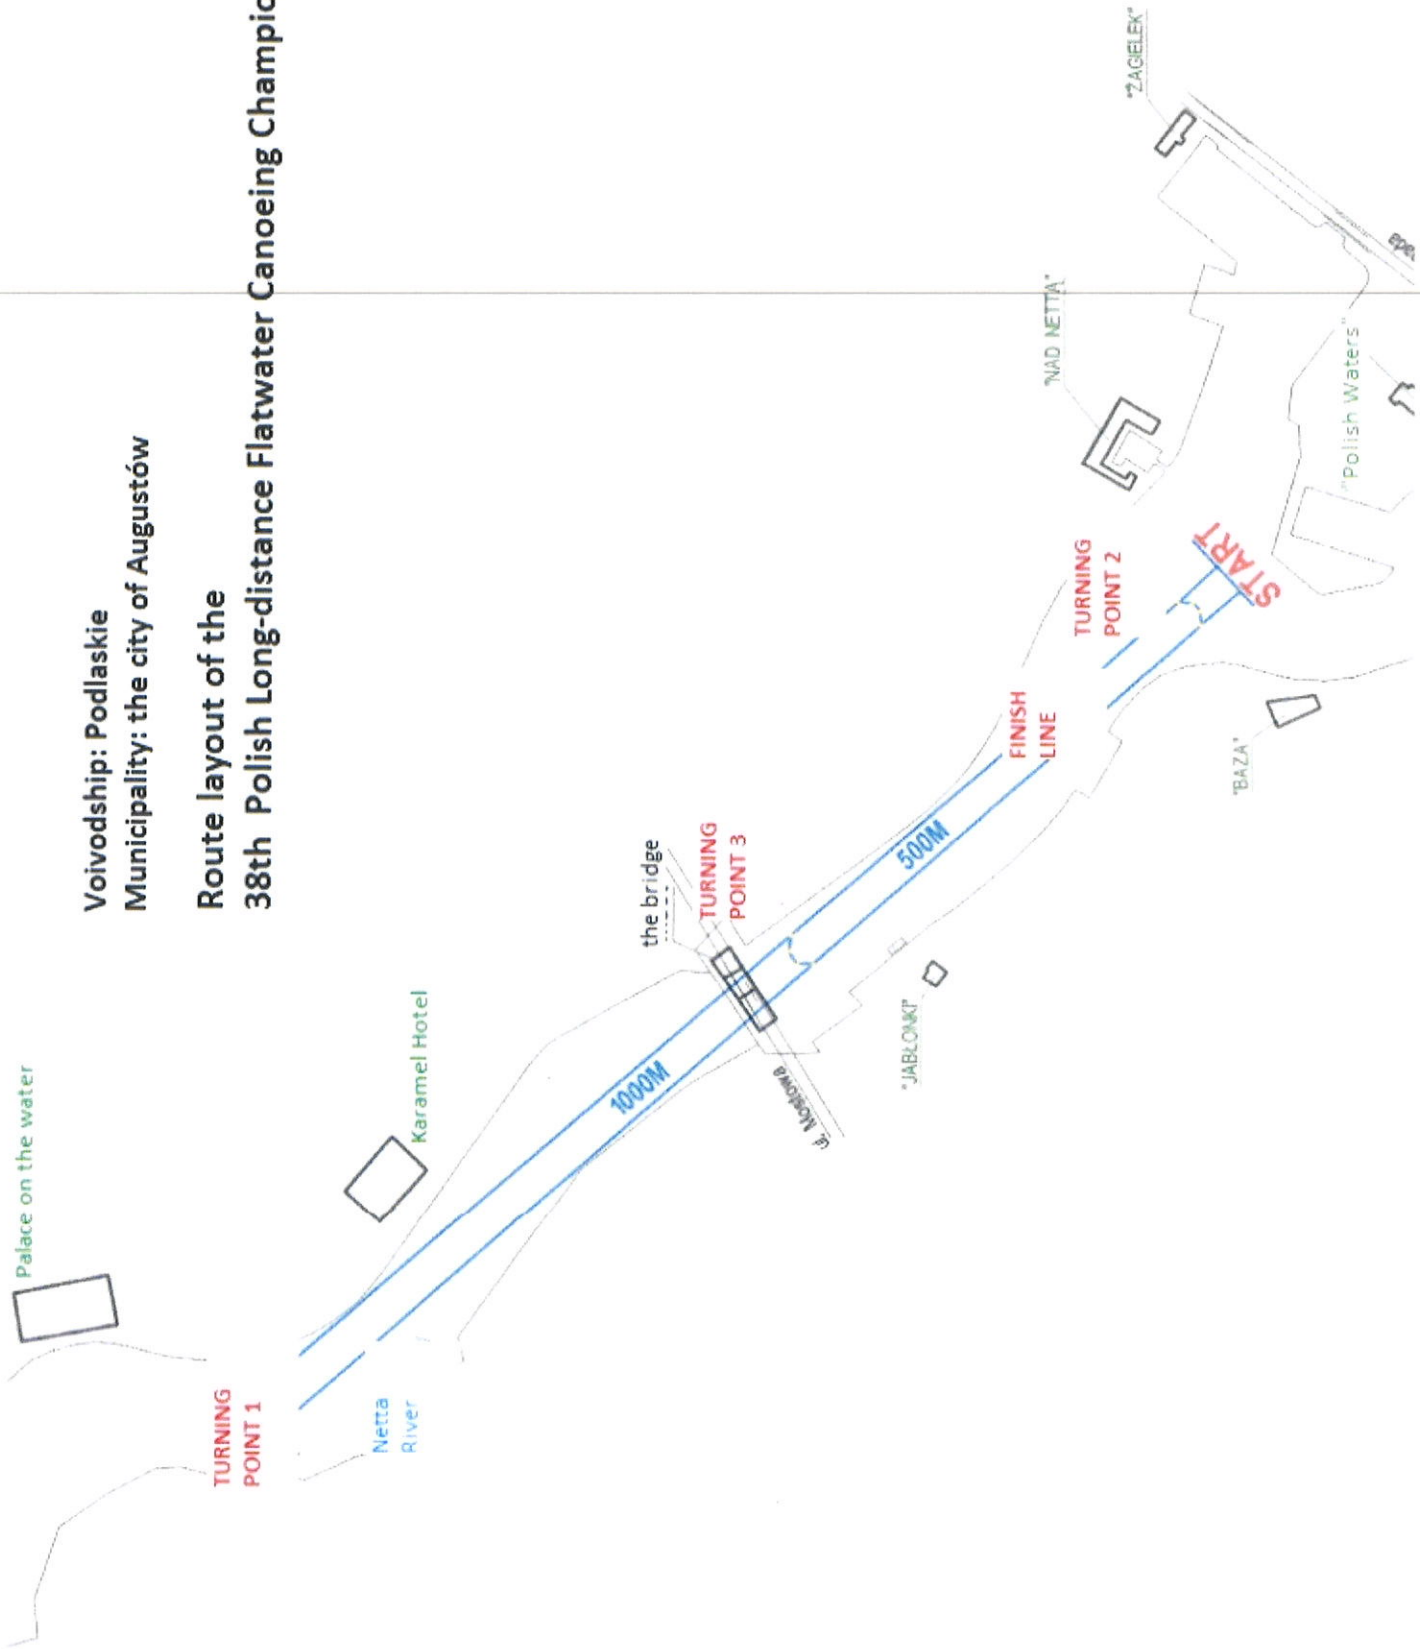 Voivodship: Podlaskie
Municipality: the city of Augustów
Route layout of the
38th Polish Long-distance Flatwater Canoeing
Palace on the water
Karamel Hotel
TURNING
POINT 1
Netta
River
1000M
the bridge
TURNING
POINT 3
ul. Mostowa
"JABŁONKI"
500M
FINISH
LINE
TURNING
POINT 2
START
"BAZA"
"NAD NETTA"
"Polish Waters"
"ŻAGIELEK"